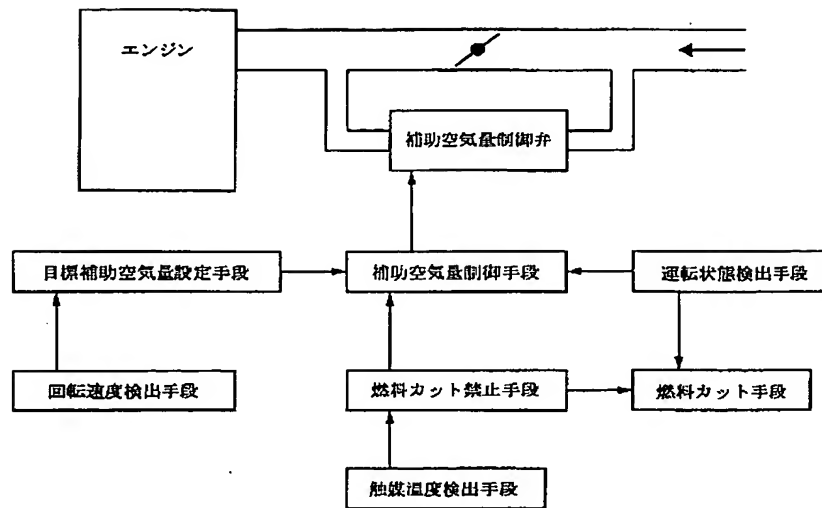 エンジン
補助空気量制御弁
目標補助空気量設定手段
補助空気量制御手段
運転状態検出手段
回転速度検出手段
燃料カット禁止手段
燃料カット手段
触媒温度検出手段